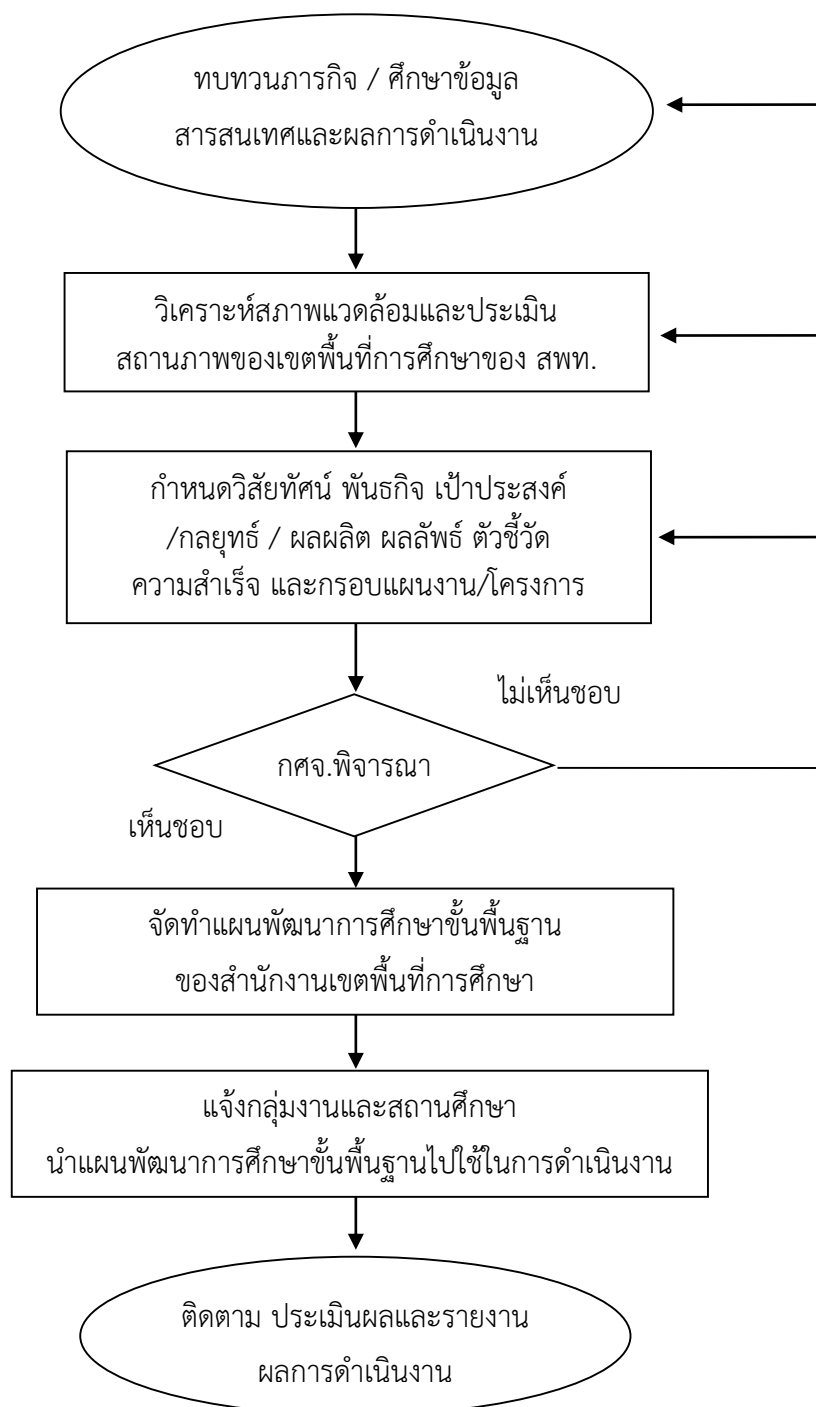 ทบทวนภารกิจ / ศึกษาข้อมูล
สารสนเทศและผลการดำเนินงาน
วิเคราะห์สภาพแวดล้อมและประเมิน
สถานภาพของเขตพื้นที่การศึกษาของ สพท.
กำหนดวิสัยทัศน์ พันธกิจ เป้าประสงค์
/กลยุทธ์ / ผลผลิต ผลลัพธ์ ตัวชี้วัด
ความสำเร็จ และกรอบแผนงาน/โครงการ
ไม่เห็นชอบ
กศจ.พิจารณา
เห็นชอบ
จัดทำแผนพัฒนาการศึกษาขั้นพื้นฐาน
ของสำนักงานเขตพื้นที่การศึกษา
แจ้งกลุ่มงานและสถานศึกษา
นำแผนพัฒนาการศึกษาขั้นพื้นฐานไปใช้ในการดำเนินงาน
ติดตาม ประเมินผลและรายงาน
ผลการดำเนินงาน